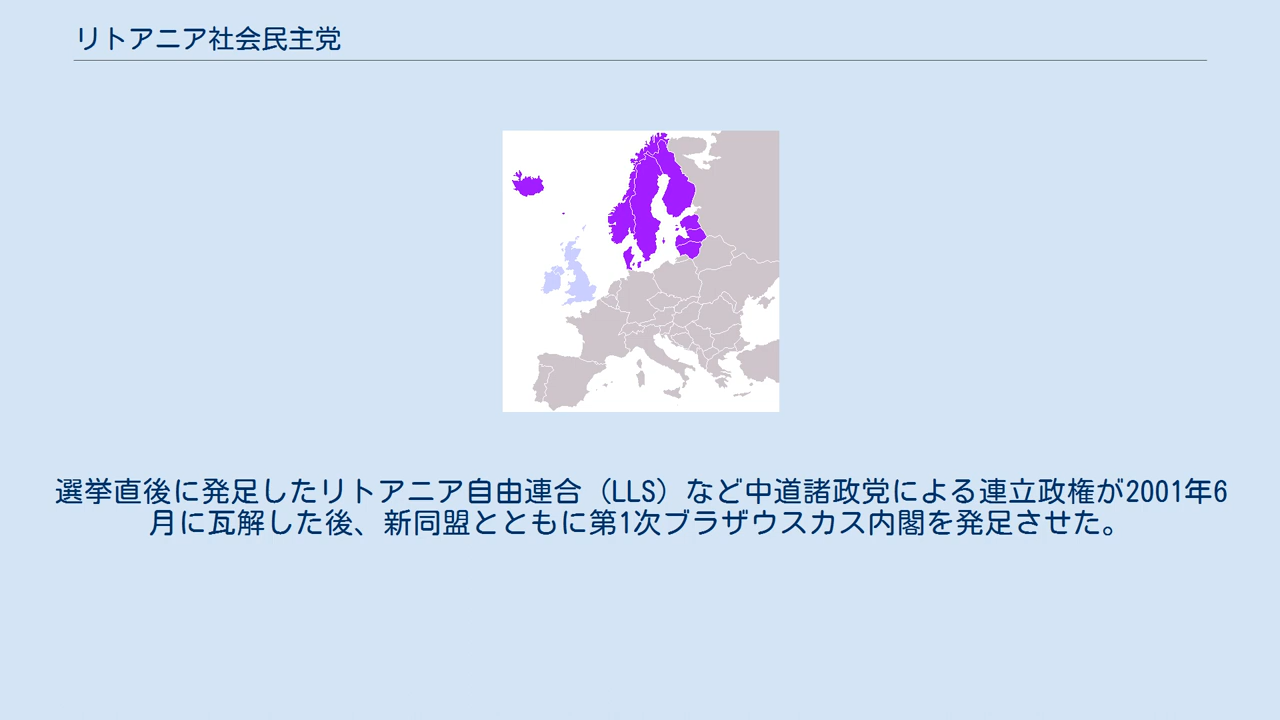 リトアニア社会民主党
選挙直後に発足したリトアニア自由連合（LLS）など中道諸政党による連立政権が2001年6
月に瓦解した後、新同盟とともに第1次ブラザウスカス内閣を発足させた。